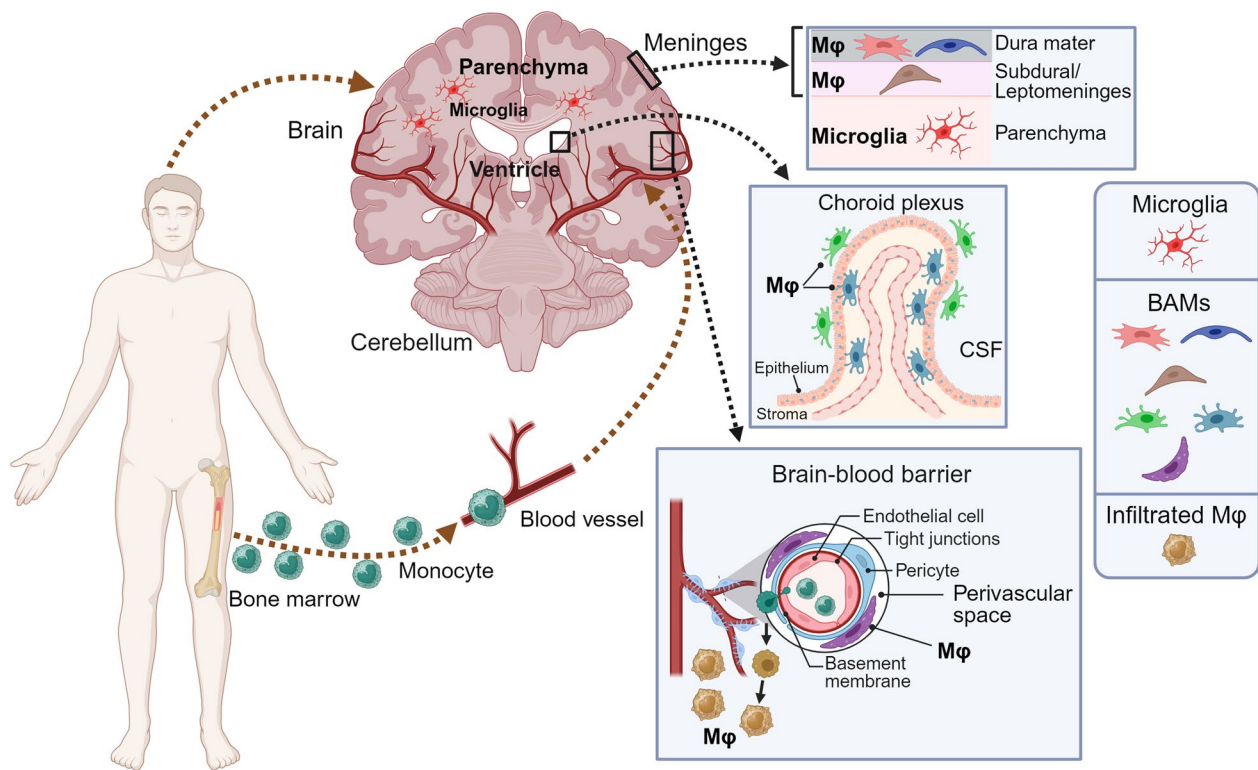 Meninges
Parenchyma
Microglia
Brain
Ventricle
Cerebellum
Mφ
Dura mater
Mφ
Subdural/
Leptomeninges
Microglia
Parenchyma
Choroid plexus
Mφ
CSF
Epithelium
Stroma
Microglia
BAMs
Infiltrated Mφ
Blood vessel
Monocyte
Bone marrow
Brain-blood barrier
Endothelial cell
Tight junctions
Pericyte
Perivascular
space
Mφ
Basement
membrane
Mφ